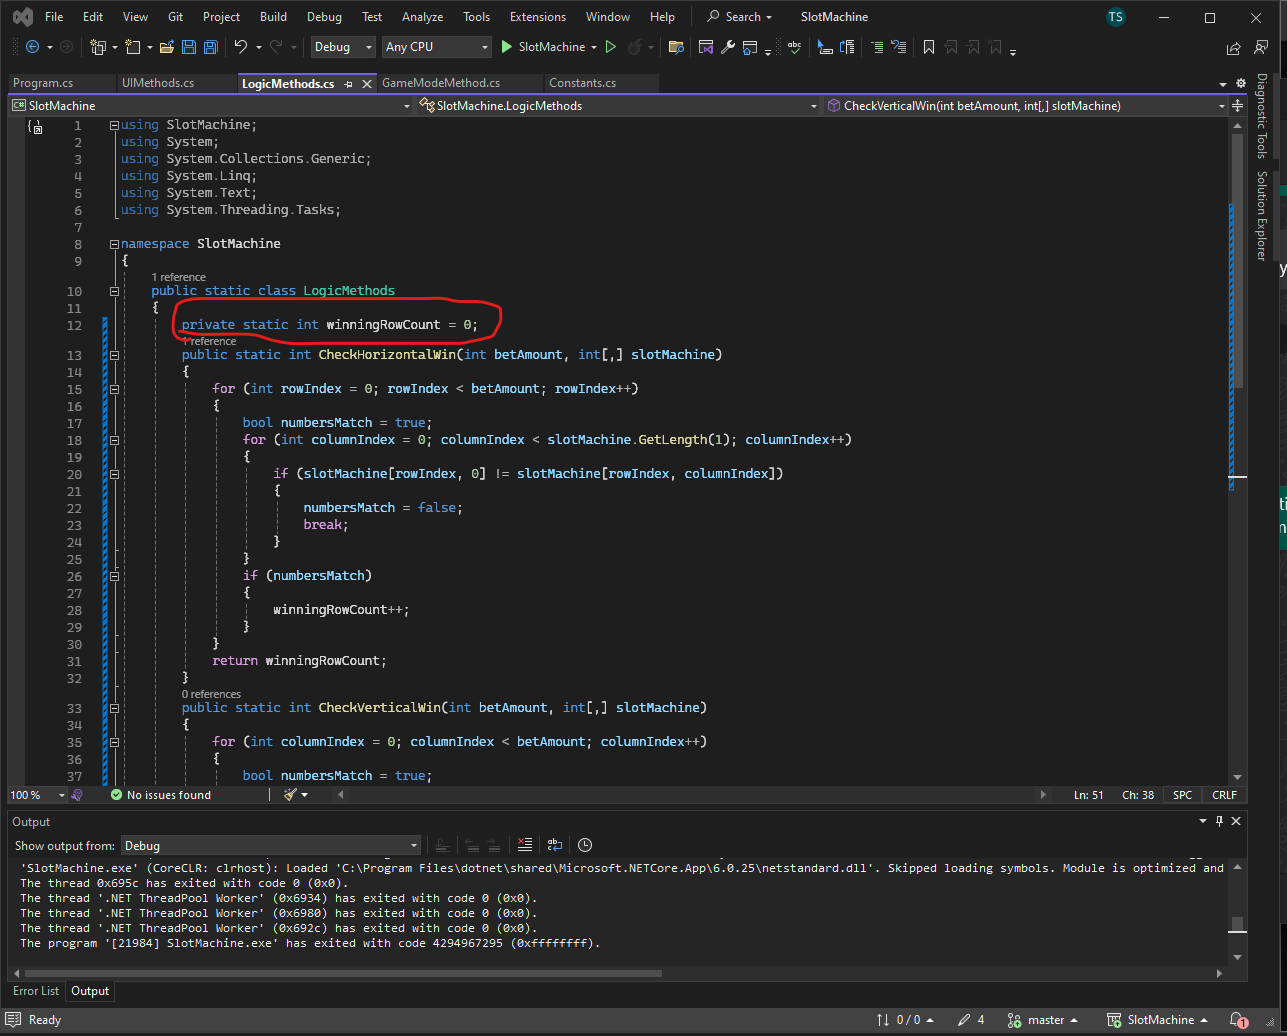 File Edit View Git Project Build Debug Test Analyze Tools Extensions Window Help Search SlotMachine TS
Debug Any CPU SlotMachine
Program.cs UIMethods.cs LogicMethods.cs GameModeMethod.cs Constants.cs
C# SlotMachine SlotMachine.LogicMethods CheckVerticalWin(int betAmount, int[,] slotMachine)
Diagnostic Tools
Solution Explorer
1 using SlotMachine;
2 using System;
3 using System.Collections.Generic;
4 using System.Linq;
5 using System.Text;
6 using System.Threading.Tasks;
7
8 namespace SlotMachine
9 {
1 reference
10 public static class LogicMethods
11 {
12 private static int winningRowCount = 0;
1 reference
13 public static int CheckHorizontalWin(int betAmount, int[,] slotMachine)
14 {
15 for (int rowIndex = 0; rowIndex < betAmount; rowIndex++)
16 {
17 bool numbersMatch = true;
18 for (int columnIndex = 0; columnIndex < slotMachine.GetLength(1); columnIndex++)
19 {
20 if (slotMachine[rowIndex, 0] != slotMachine[rowIndex, columnIndex])
21 {
22 numbersMatch = false;
23 break;
24 }
25 }
26 if (numbersMatch)
27 {
28 winningRowCount++;
29 }
30 }
31 return winningRowCount;
32 }
0 references
33 public static int CheckVerticalWin(int betAmount, int[,] slotMachine)
34 {
35 for (int columnIndex = 0; columnIndex < betAmount; columnIndex++)
36 {
37 bool numbersMatch = true;
100 % No issues found Ln: 51 Ch: 38 SPC CRLF
Output
Show output from: Debug
'SlotMachine.exe' (CoreCLR: clrhost): Loaded 'C:\Program Files\dotnet\shared\Microsoft.NETCore.App\6.0.25\netstandard.dll'. Skipped loading symbols. Module is optimized and
The thread 0x695c has exited with code 0 (0x0).
The thread '.NET ThreadPool Worker' (0x6934) has exited with code 0 (0x0).
The thread '.NET ThreadPool Worker' (0x6980) has exited with code 0 (0x0).
The thread '.NET ThreadPool Worker' (0x692c) has exited with code 0 (0x0).
The program '[21984] SlotMachine.exe' has exited with code 4294967295 (0xffffffff).
Error List Output
Ready 0 / 0 4 master SlotMachine 1